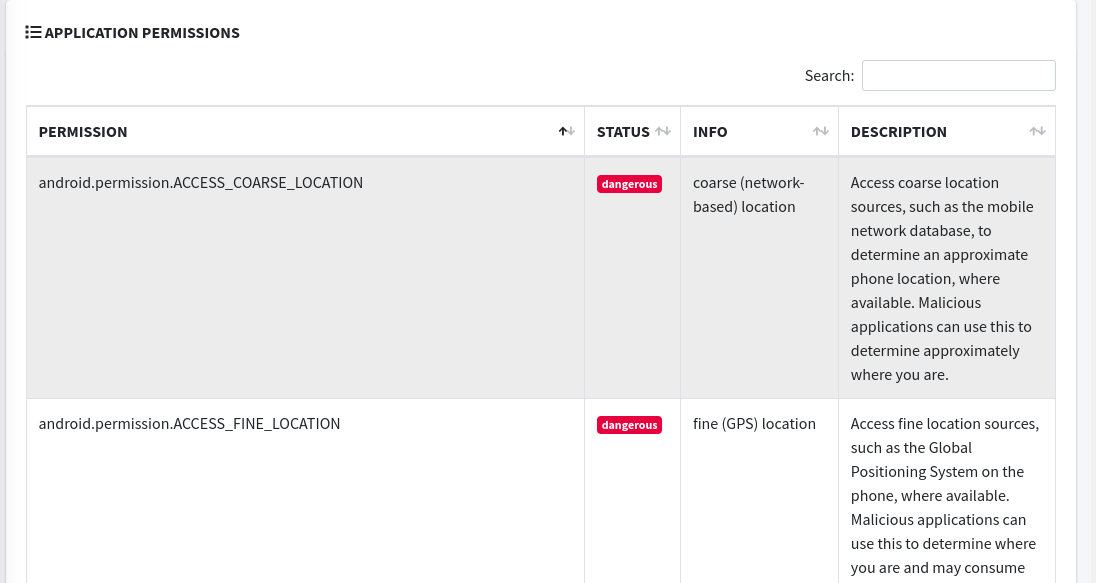 APPLICATION PERMISSIONS
Search:
PERMISSION STATUS INFO DESCRIPTION
android.permission.ACCESS_COARSE_LOCATION dangerous coarse (network- Access coarse location
based) location sources, such as the mobile
network database, to
determine an approximate
phone location, where
available. Malicious
applications can use this to
determine approximately
where you are.
android.permission.ACCESS_FINE_LOCATION dangerous fine (GPS) location Access fine location sources,
such as the Global
Positioning System on the
phone, where available.
Malicious applications can
use this to determine where
you are and may consume